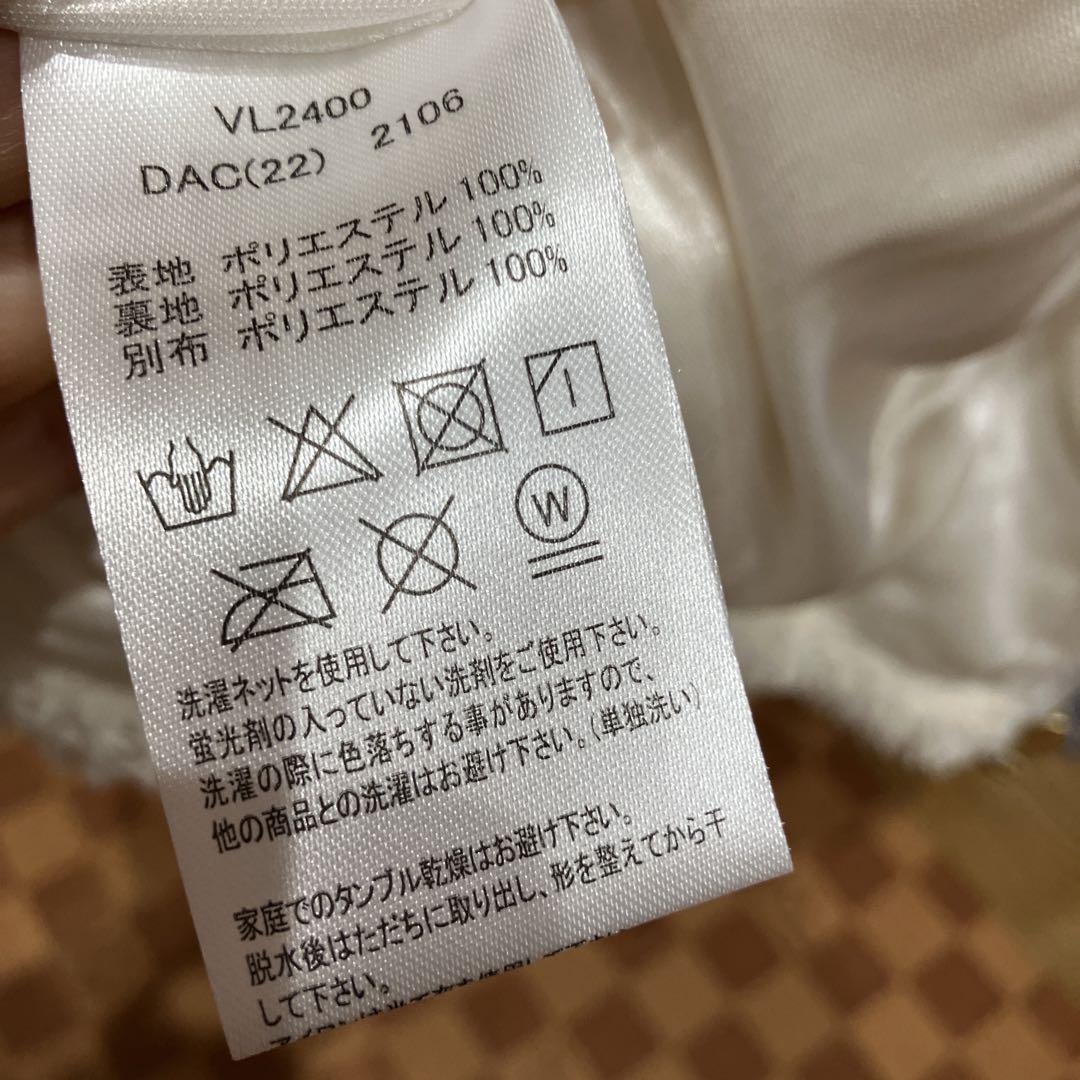 VL2400
DAC(22) 2106
表地 ポリエステル 100%
裏地 ポリエステル 100%
別布 ポリエステル 100%
W
洗濯ネットを使用して下さい。
蛍光剤の入っていない洗剤をご使用下さい。
洗濯の際に色落ちする事がありますので、
他の商品との洗濯はお避け下さい。(単独洗い)
家庭でのタンブル乾燥はお避け下さい。
脱水後はただちに取り出し、形を整えてから干
して下さい。